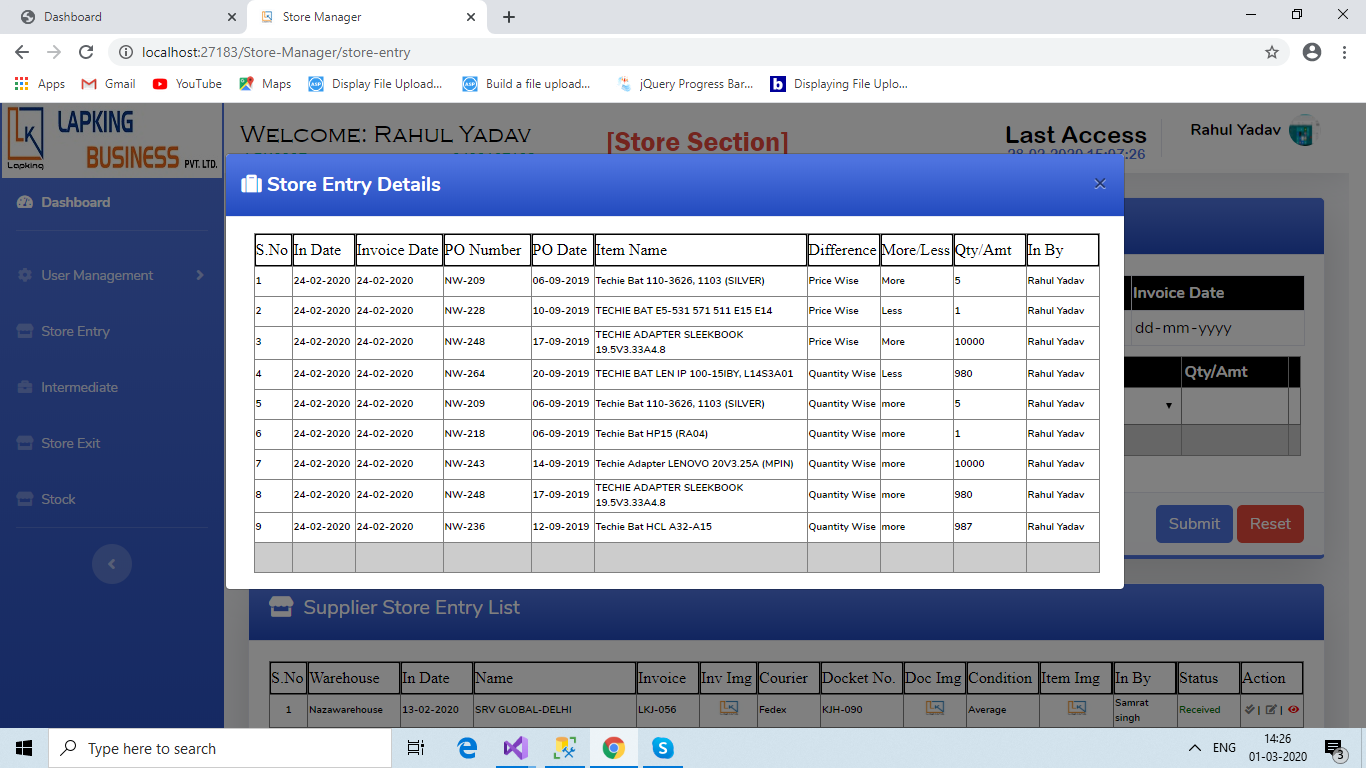 Dashboard
Store Manager
localhost:27183/Store-Manager/store-entry
Apps Gmail YouTube Maps Display File Upload... Build a file upload... jQuery Progress Bar... Displaying File Uplo...
LK LAPKING
BUSINESS PVT. LTD.
Lapking
WELCOME: RAHUL YADAV
[Store Section]
Last Access
28-02-2020 15:07:26
Rahul Yadav
Dashboard
User Management
Store Entry
Intermediate
Store Exit
Stock
Store Entry Details
S.No In Date Invoice Date PO Number PO Date Item Name Difference More/Less Qty/Amt In By
1 24-02-2020 24-02-2020 NW-209 06-09-2019 Techie Bat 110-3626, 1103 (SILVER) Price Wise More 5 Rahul Yadav
2 24-02-2020 24-02-2020 NW-228 10-09-2019 TECHIE BAT E5-531 571 511 E15 E14 Price Wise Less 1 Rahul Yadav
3 24-02-2020 24-02-2020 NW-248 17-09-2019 TECHIE ADAPTER SLEEKBOOK 19.5V3.33A4.8 Price Wise More 10000 Rahul Yadav
4 24-02-2020 24-02-2020 NW-264 20-09-2019 TECHIE BAT LEN IP 100-15IBY, L14S3A01 Quantity Wise Less 980 Rahul Yadav
5 24-02-2020 24-02-2020 NW-209 06-09-2019 Techie Bat 110-3626, 1103 (SILVER) Quantity Wise more 5 Rahul Yadav
6 24-02-2020 24-02-2020 NW-218 06-09-2019 Techie Bat HP15 (RA04) Quantity Wise more 1 Rahul Yadav
7 24-02-2020 24-02-2020 NW-243 14-09-2019 Techie Adapter LENOVO 20V3.25A (MPIN) Quantity Wise more 10000 Rahul Yadav
8 24-02-2020 24-02-2020 NW-248 17-09-2019 TECHIE ADAPTER SLEEKBOOK 19.5V3.33A4.8 Quantity Wise more 980 Rahul Yadav
9 24-02-2020 24-02-2020 NW-236 12-09-2019 Techie Bat HCL A32-A15 Quantity Wise more 987 Rahul Yadav
Invoice Date
dd-mm-yyyy
Qty/Amt
Submit Reset
Supplier Store Entry List
S.No Warehouse In Date Name Invoice Inv Img Courier Docket No. Doc Img Condition Item Img In By Status Action
1 Nazawarehouse 13-02-2020 SRV GLOBAL-DELHI LKJ-056 Fedex KJH-090 Average Samrat singh Received | |
Type here to search
ENG
14:26
01-03-2020
3